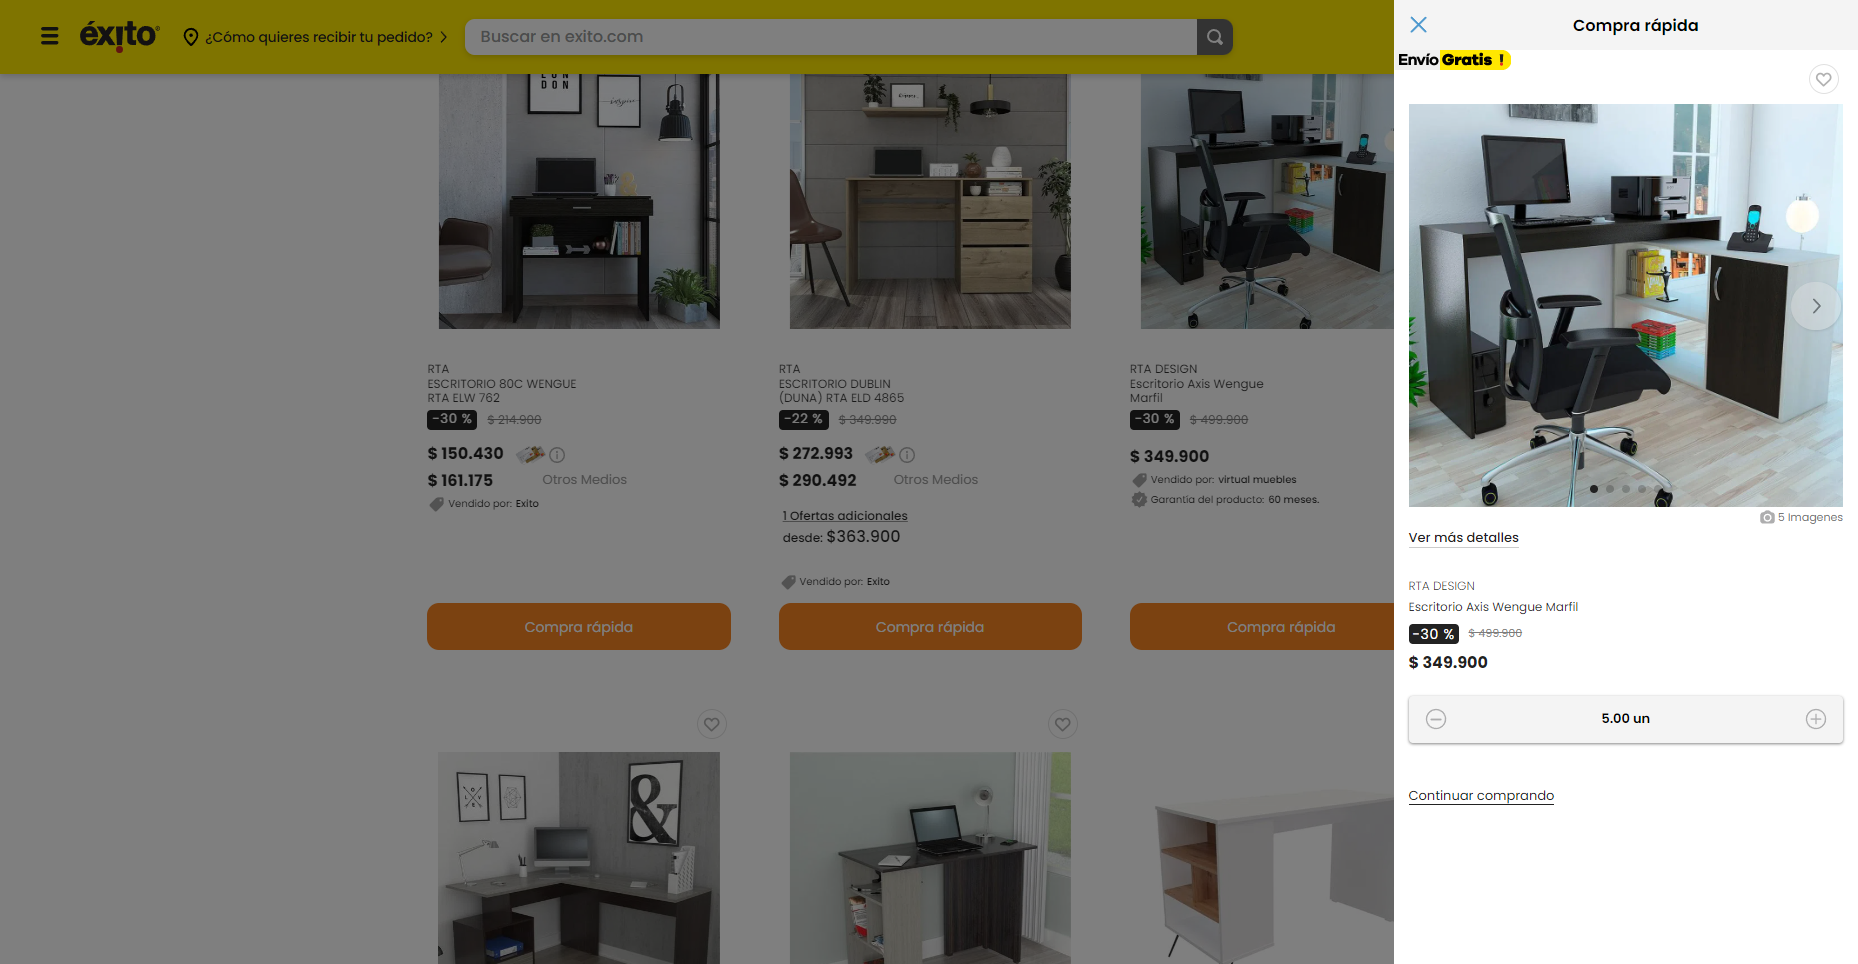 éxito
¿Cómo quieres recibir tu pedido?
Buscar en exito.com
RTA
ESCRITORIO 80C WENGUE
RTA ELW 762
-30 %
$ 214.900
$ 150.430
$ 161.175
Otros Medios
Vendido por: Exito
Compra rápida
RTA
ESCRITORIO DUBLIN
(DUNA) RTA ELD 4865
-22 %
$ 349.990
$ 272.993
$ 290.492
Otros Medios
1 Ofertas adicionales
desde: $363.900
Vendido por: Exito
Compra rápida
RTA DESIGN
Escritorio Axis Wengue
Marfil
-30 %
$ 499.900
$ 349.900
Vendido por: virtual muebles
Garantía del producto: 60 meses.
Compra rápida
Compra rápida
Envío Gratis !
5 Imagenes
Ver más detalles
RTA DESIGN
Escritorio Axis Wengue Marfil
-30 %
$ 499.900
$ 349.900
5.00 un
Continuar comprando
&